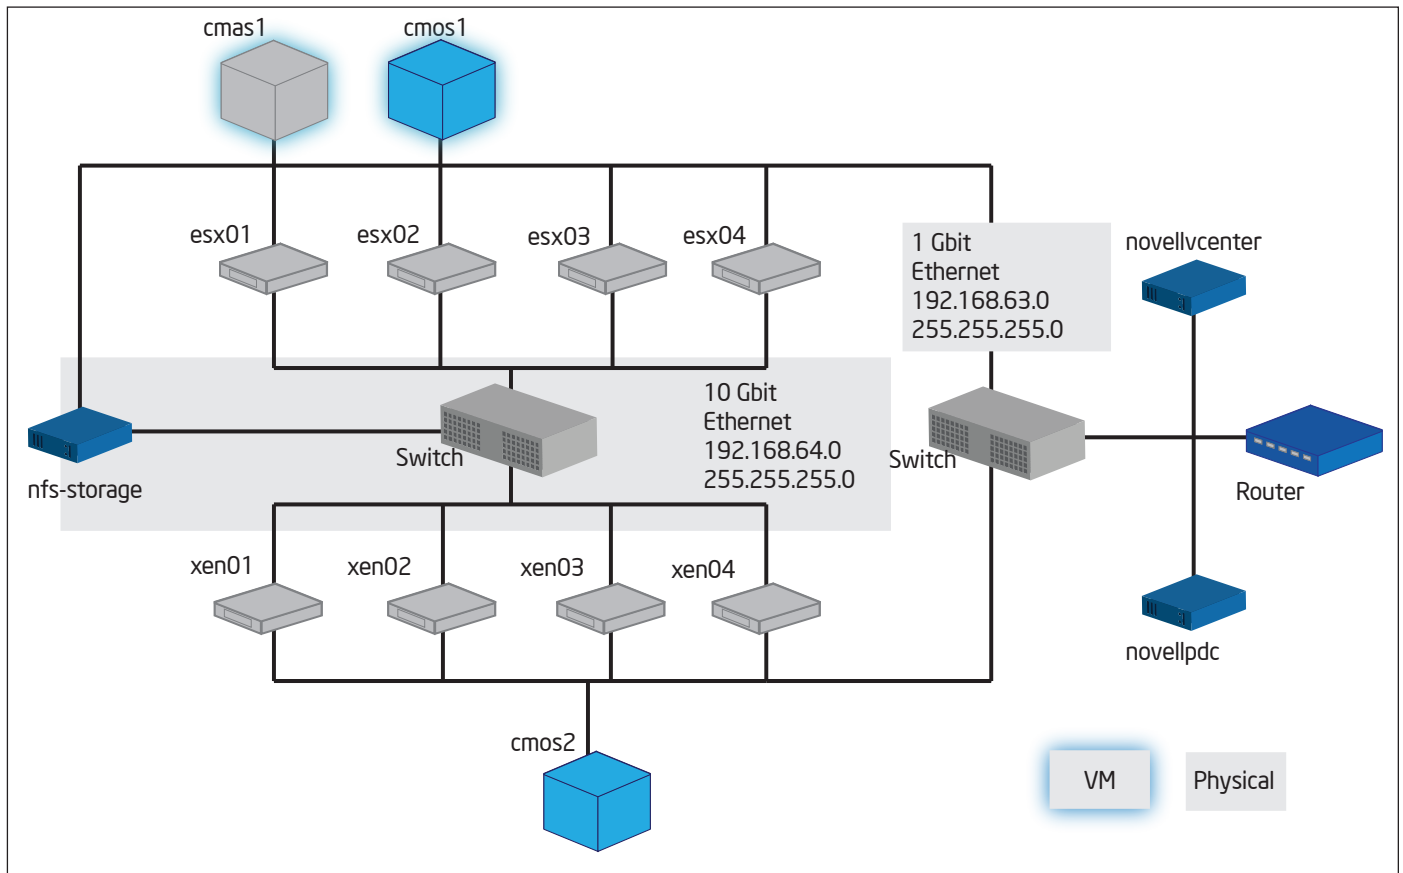 cmas1
cmos1
esx01
esx02
esx03
esx04
1 Gbit
Ethernet
192.168.63.0
255.255.255.0
novellvcenter
10 Gbit
Ethernet
192.168.64.0
255.255.255.0
Switch
Switch
nfs-storage
Router
xen01
xen02
xen03
xen04
novellpdc
cmos2
VM
Physical